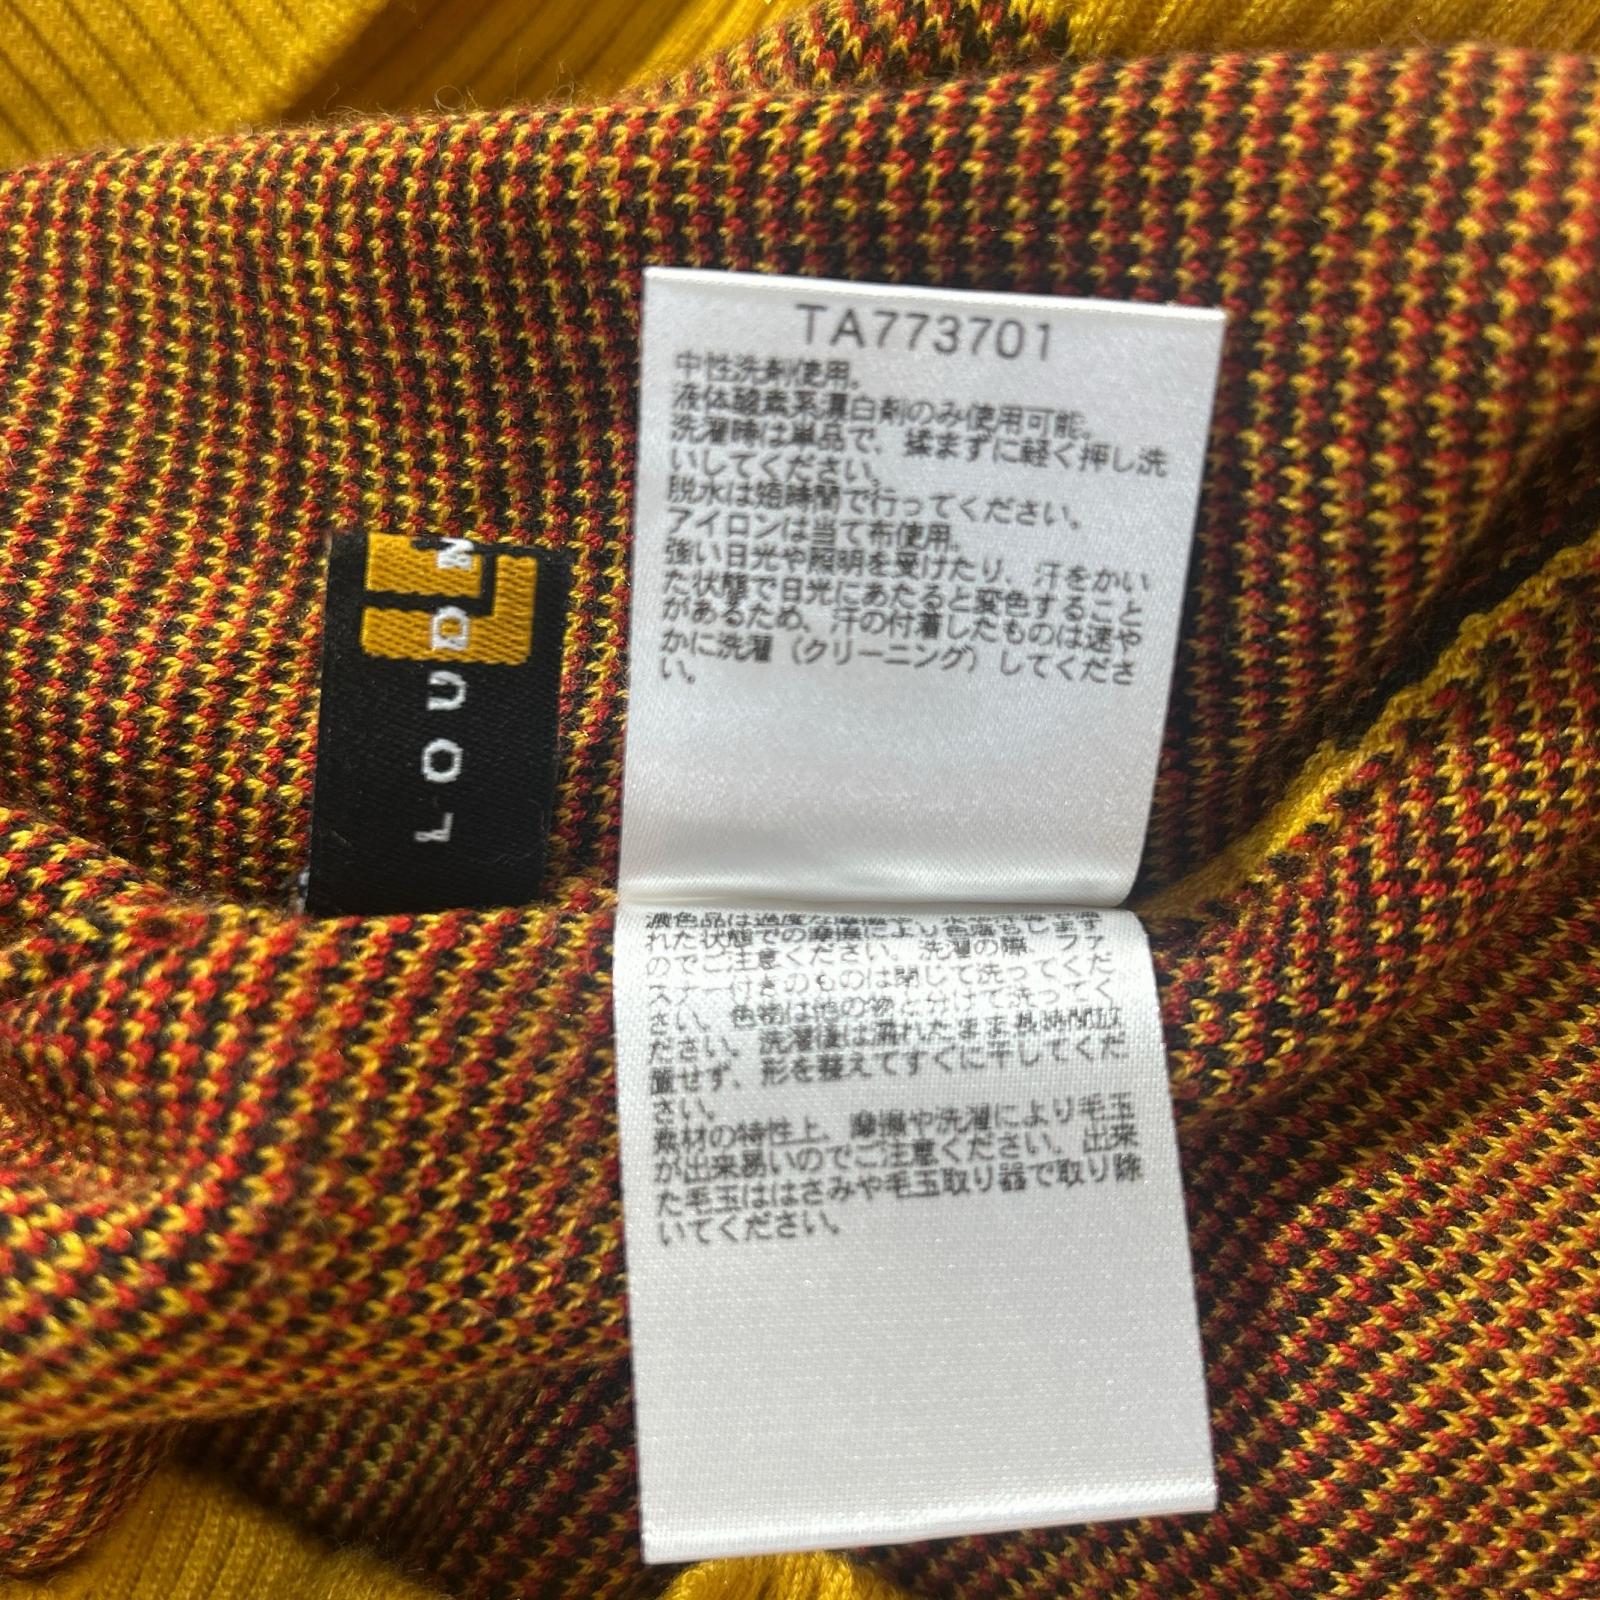 TA773701
中性洗剤使用。
液体酸素系漂白剤のみ使用可能。
洗濯時は単品で、揉まずに軽く押し洗
いしてください。
脱水は短時間で行ってください。
アイロンは当て布使用。
強い日光や照明を受けたり、汗をかい
た状態で日光にあたると変色すること
があるため、汗の付着したものは速や
かに洗濯（クリーニング）してくださ
い。
LOUD
濃色品は過度な摩擦や、
れた状態での摩擦により色落ちします
のでご注意ください。洗濯の際、ファ
スナー付きのものは閉じて洗ってくだ
さい。色物は他の物と分けて洗ってく
ださい。洗濯後は濡れたまま
置せず、形を整えてすぐに干してくだ
さい。
素材の特性上、摩擦や洗濯により毛玉
が出来易いのでご注意ください。出来
た毛玉ははさみや毛玉取り器で取り除
いてください。